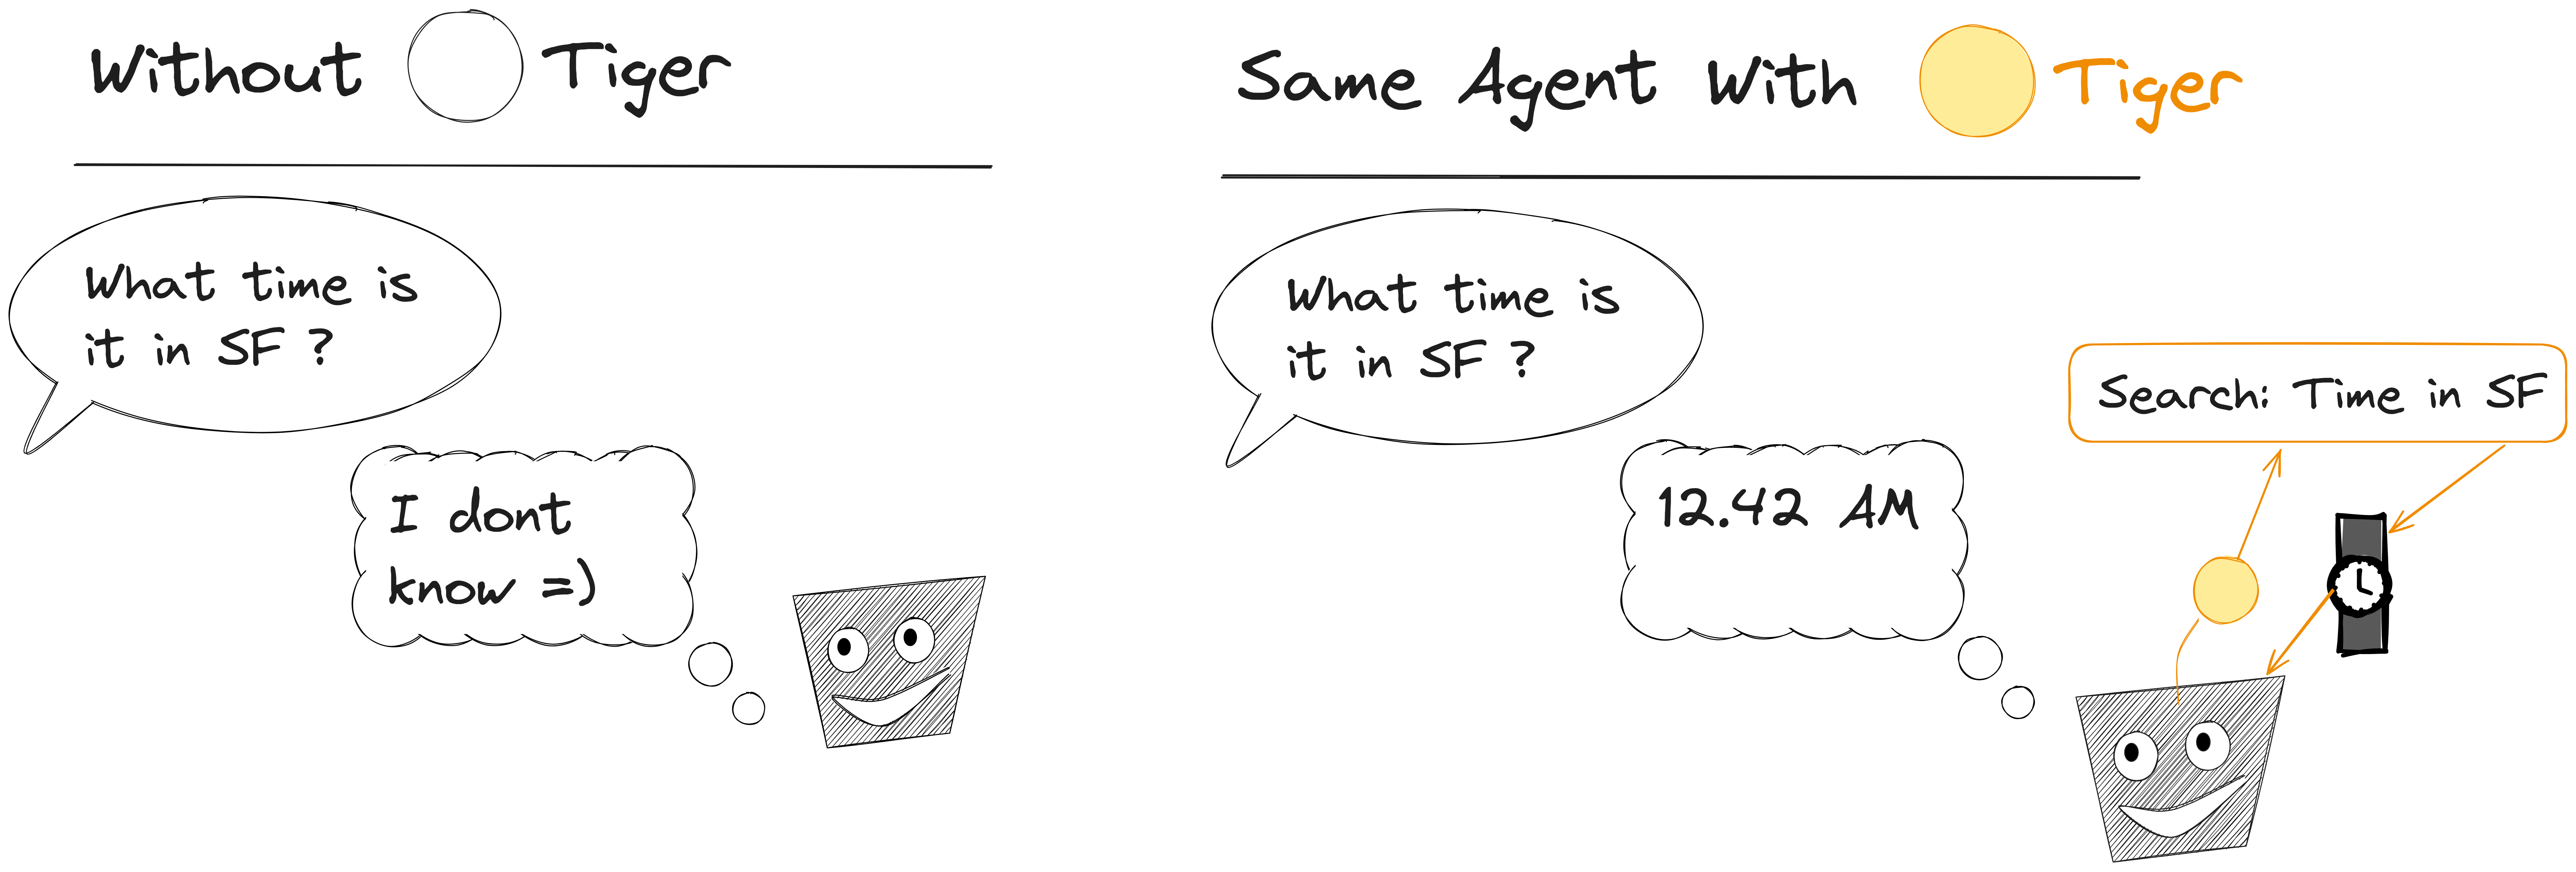 Without Tiger
What time is
it in SF ?
I dont
know =)
Same Agent With Tiger
What time is
it in SF ?
12.42 AM
Search: Time in SF